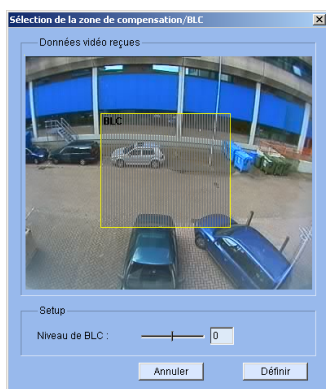 Sélection de la zone de compensation/BLC
Données vidéo reçues
BLC
Setup
Niveau de BLC :
0
Annuler
Définir